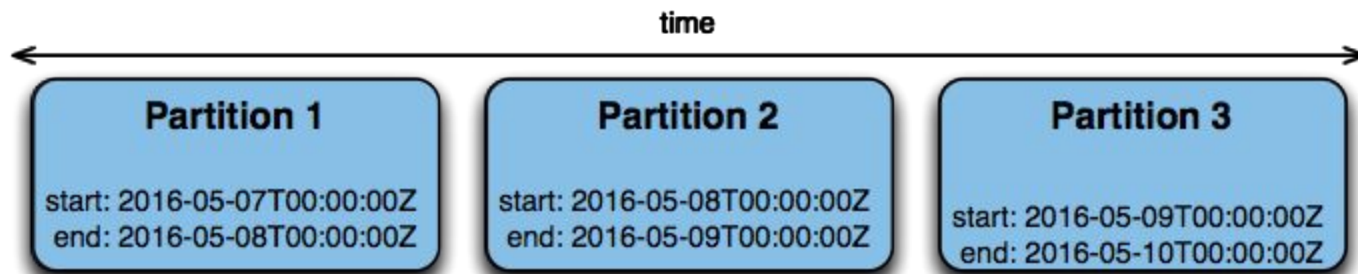 time
Partition 1
start: 2016-05-07T00:00:00Z
end: 2016-05-08T00:00:00Z
Partition 2
start: 2016-05-08T00:00:00Z
end: 2016-05-09T00:00:00Z
Partition 3
start: 2016-05-09T00:00:00Z
end: 2016-05-10T00:00:00Z